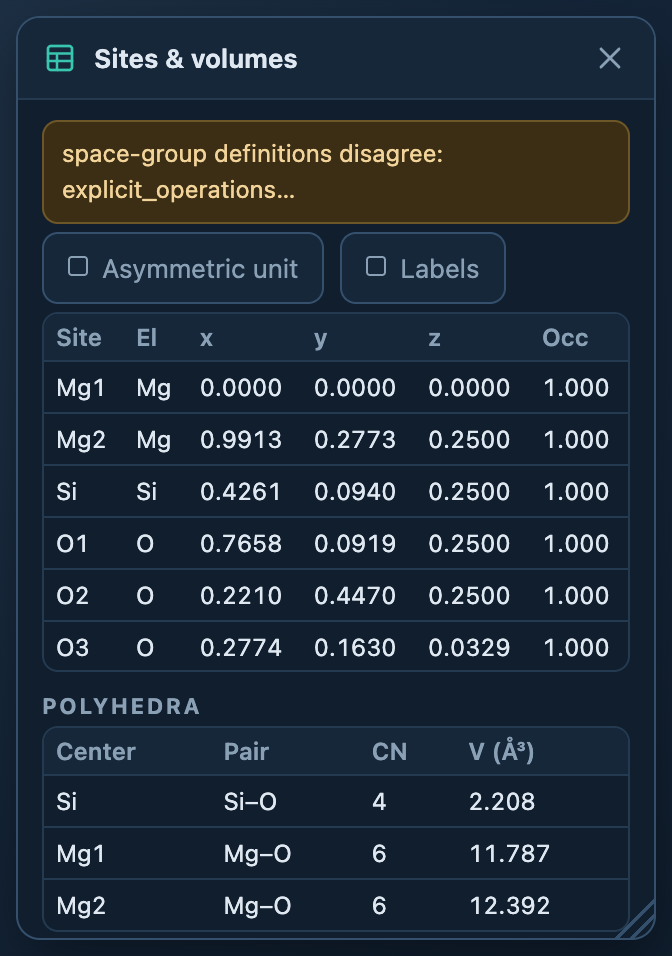 Sites & volumes
space-group definitions disagree:
explicit_operations…
Asymmetric unit Labels
Site El x y z Occ
Mg1 Mg 0.0000 0.0000 0.0000 1.000
Mg2 Mg 0.9913 0.2773 0.2500 1.000
Si Si 0.4261 0.0940 0.2500 1.000
O1 O 0.7658 0.0919 0.2500 1.000
O2 O 0.2210 0.4470 0.2500 1.000
O3 O 0.2774 0.1630 0.0329 1.000
POLYHEDRA
Center Pair CN V (Å³)
Si Si–O 4 2.208
Mg1 Mg–O 6 11.787
Mg2 Mg–O 6 12.392